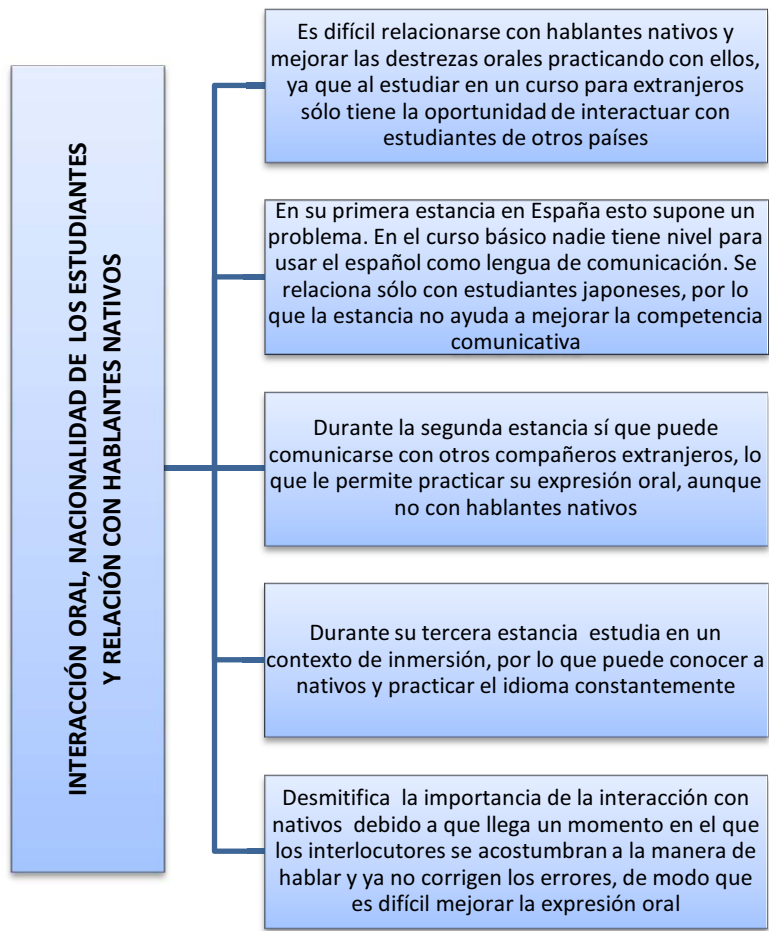 INTERACCIÓN ORAL, NACIONALIDAD DE LOS ESTUDIANTES
Y RELACIÓN CON HABLANTES NATIVOS
Es difícil relacionarse con hablantes nativos y
mejorar las destrezas orales practicando con ellos,
ya que al estudiar en un curso para extranjeros
sólo tiene la oportunidad de interactuar con
estudiantes de otros países
En su primera estancia en España esto supone un
problema. En el curso básico nadie tiene nivel para
usar el español como lengua de comunicación. Se
relaciona sólo con estudiantes japoneses, por lo
que la estancia no ayuda a mejorar la competencia
comunicativa
Durante la segunda estancia sí que puede
comunicarse con otros compañeros extranjeros, lo
que le permite practicar su expresión oral, aunque
no con hablantes nativos
Durante su tercera estancia estudia en un
contexto de inmersión, por lo que puede conocer a
nativos y practicar el idioma constantemente
Desmitifica la importancia de la interacción con
nativos debido a que llega un momento en el que
los interlocutores se acostumbran a la manera de
hablar y ya no corrigen los errores, de modo que
es difícil mejorar la expresión oral